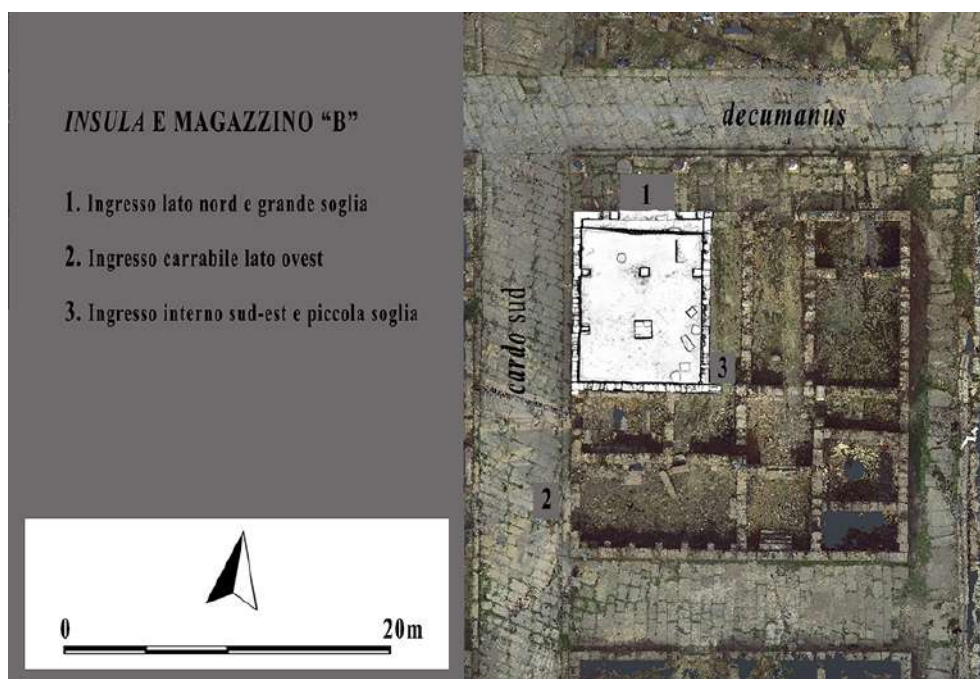 INSULA E MAGAZZINO “B”
1. Ingresso lato nord e grande soglia
2. Ingresso carrabile lato ovest
3. Ingresso interno sud-est e piccola soglia
0 20m
decumanus
1
cardo sud
3
2